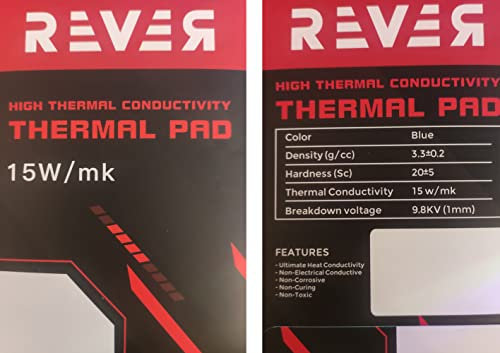 REVER
HIGH THERMAL CONDUCTIVITY
THERMAL PAD
15W/mk
REVER
HIGH THERMAL CONDUCTIVITY
THERMAL PAD
Color Blue
Density (g/cc) 3.3±0.2
Hardness (Sc) 20±5
Thermal Conductivity 15 w/mk
Breakdown voltage 9.8KV (1mm)
FEATURES
- Ultimate Heat Conductivity
- Non-Electrical Conductive
- Non-Corrosive
- Non-Curing
- Non-Toxic